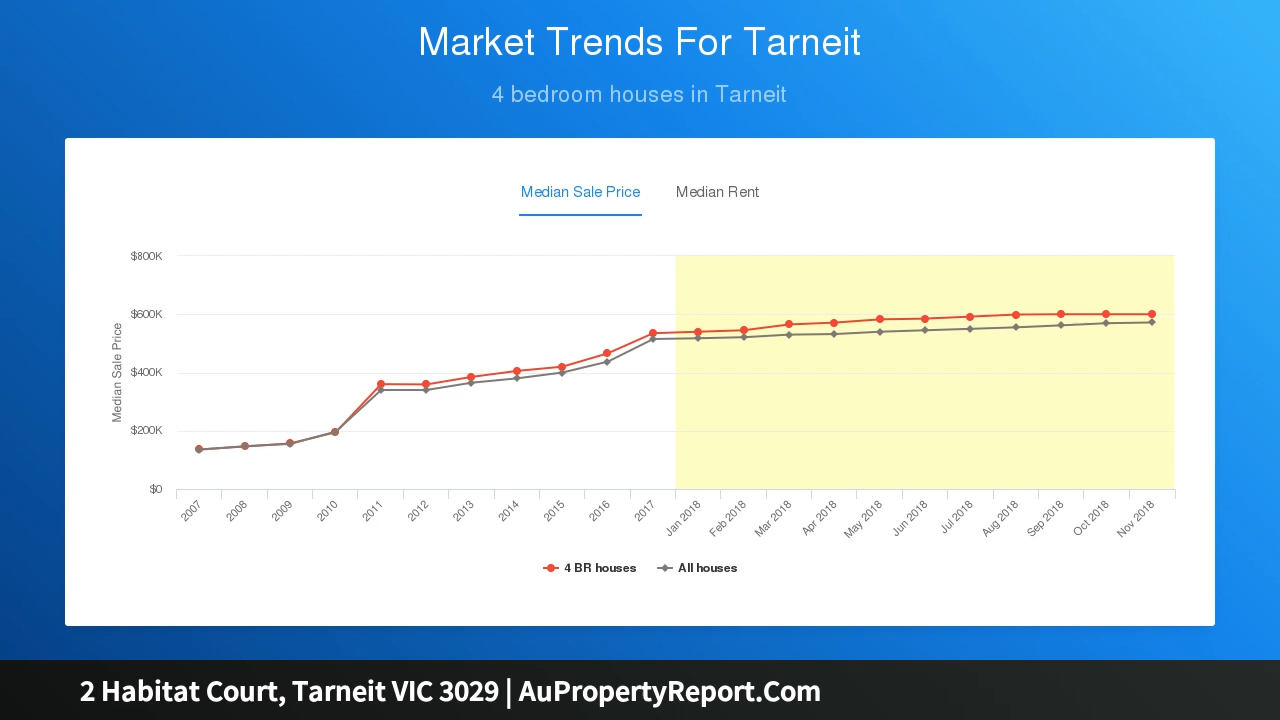 Market Trends For Tarneit
4 bedroom houses in Tarneit
Median Sale Price Median Rent
$800K
$600K
$400K
$200K
$0
Median Sale Price
2007 2008 2009 2010 2011 2012 2013 2014 2015 2016 2017 Jan 2018 Feb 2018 Mar 2018 Apr 2018 May 2018 Jun 2018 Jul 2018 Aug 2018 Sep 2018 Oct 2018 Nov 2018
4 BR houses All houses
2 Habitat Court, Tarneit VIC 3029 | AuPropertyReport.Com